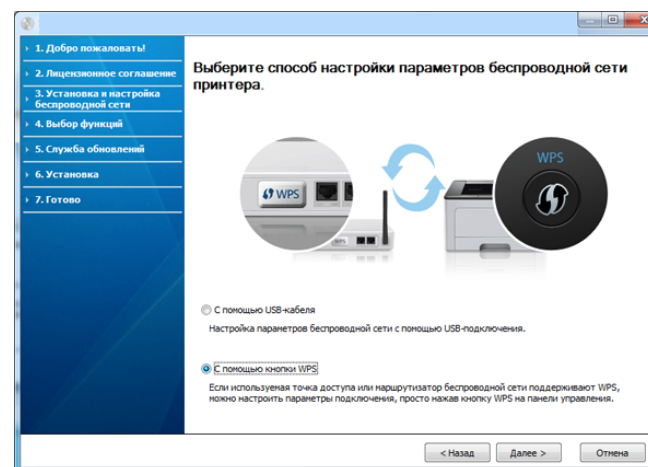 1. Добро пожаловать!
2. Лицензионное соглашение
3. Установка и настройка
беспроводной сети
4. Выбор функций
5. Служба обновлений
6. Установка
7. Готово
Выберите способ настройки параметров беспроводной сети
принтера.
WPS
WPS
WPS
С помощью USB-кабеля
Настройка параметров беспроводной сети с помощью USB-подключения.
С помощью кнопки WPS
Если используемая точка доступа или маршрутизатор беспроводной сети поддерживают WPS,
можно настроить параметры подключения, просто нажав кнопку WPS на панели управления.
< Назад
Далее >
Отмена